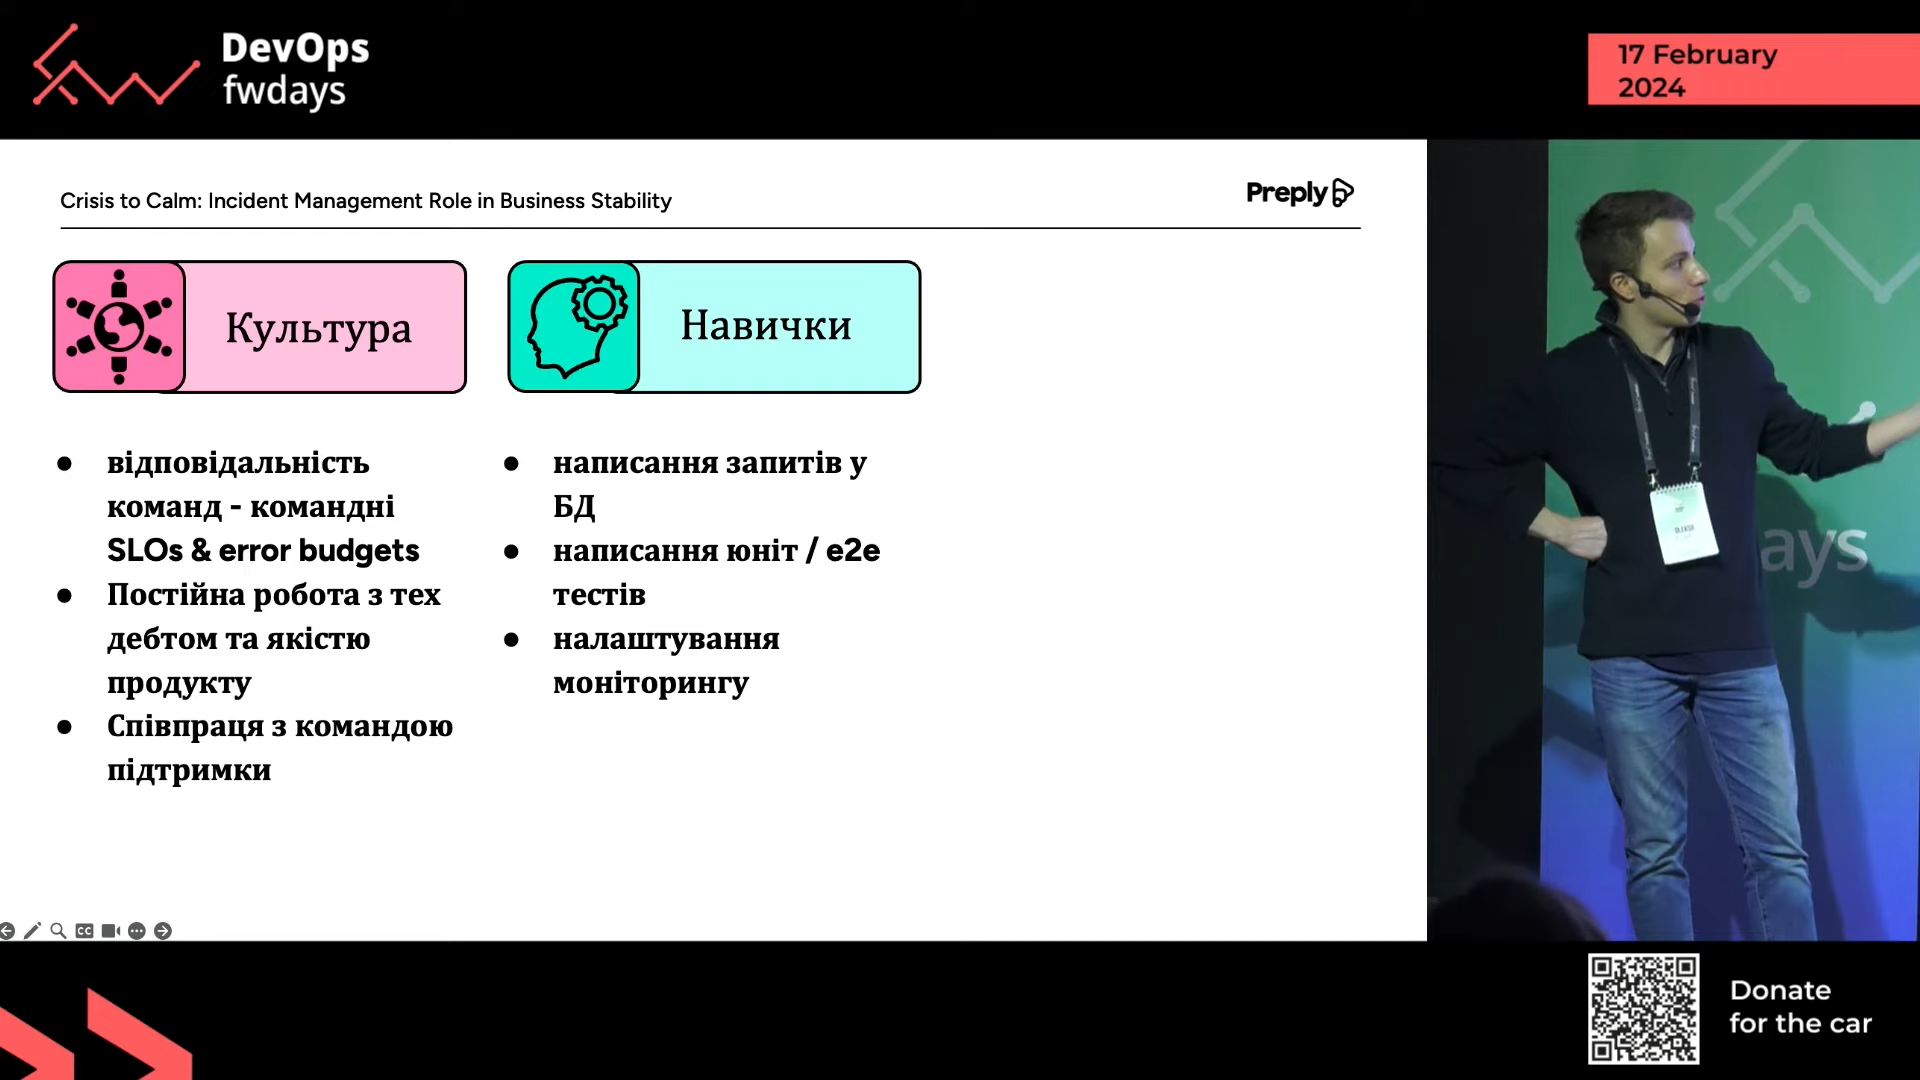 DevOps
fwdays
17 February
2024
Crisis to Calm: Incident Management Role in Business Stability
Preply
Культура
Навички
● відповідальність
команд - командні
SLOs & error budgets
● Постійна робота з тех
дебтом та якістю
продукту
● Співпраця з командою
підтримки
● написання запитів у
БД
● написання юніт / e2e
тестів
● налаштування
моніторингу
CC
ays
Donate
for the car